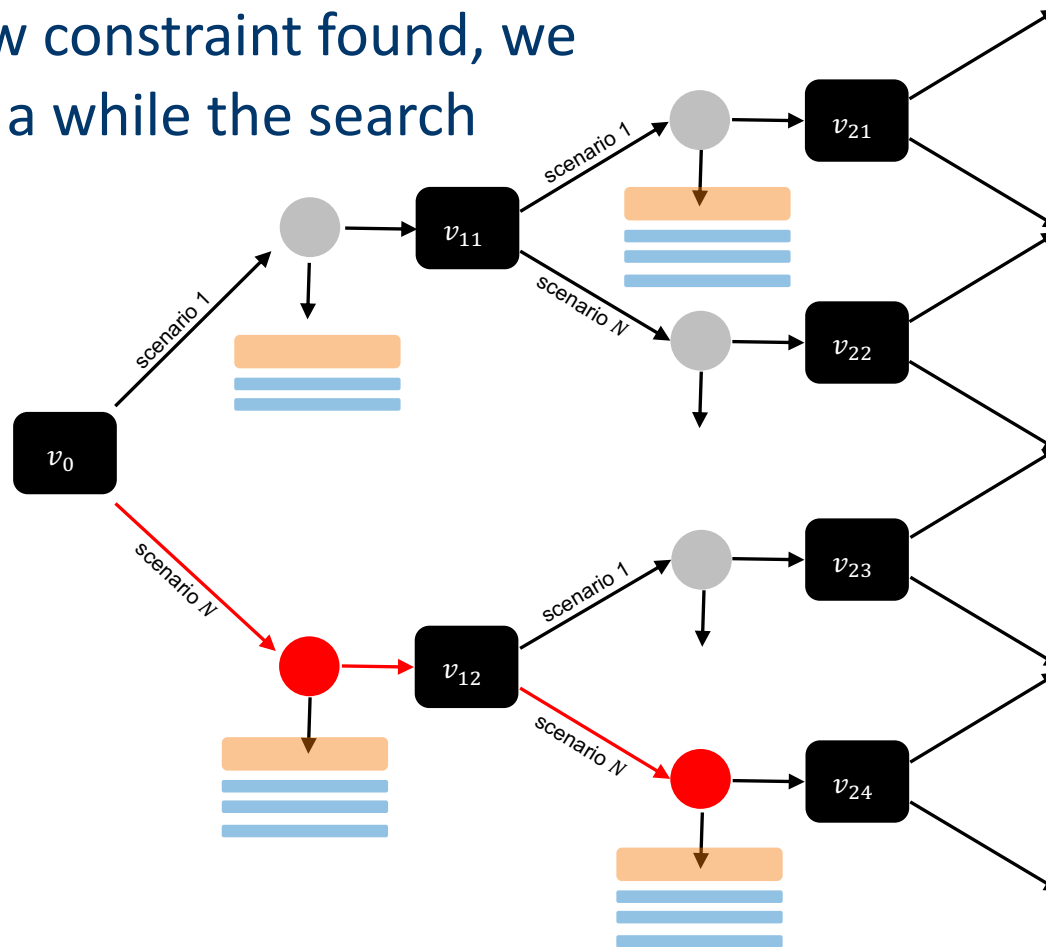 w constraint found, we
a while the search
scenario 1
v21
scenario 1
v11
scenario N
v22
v0
scenario N
scenario 1
v23
v12
scenario N
v24